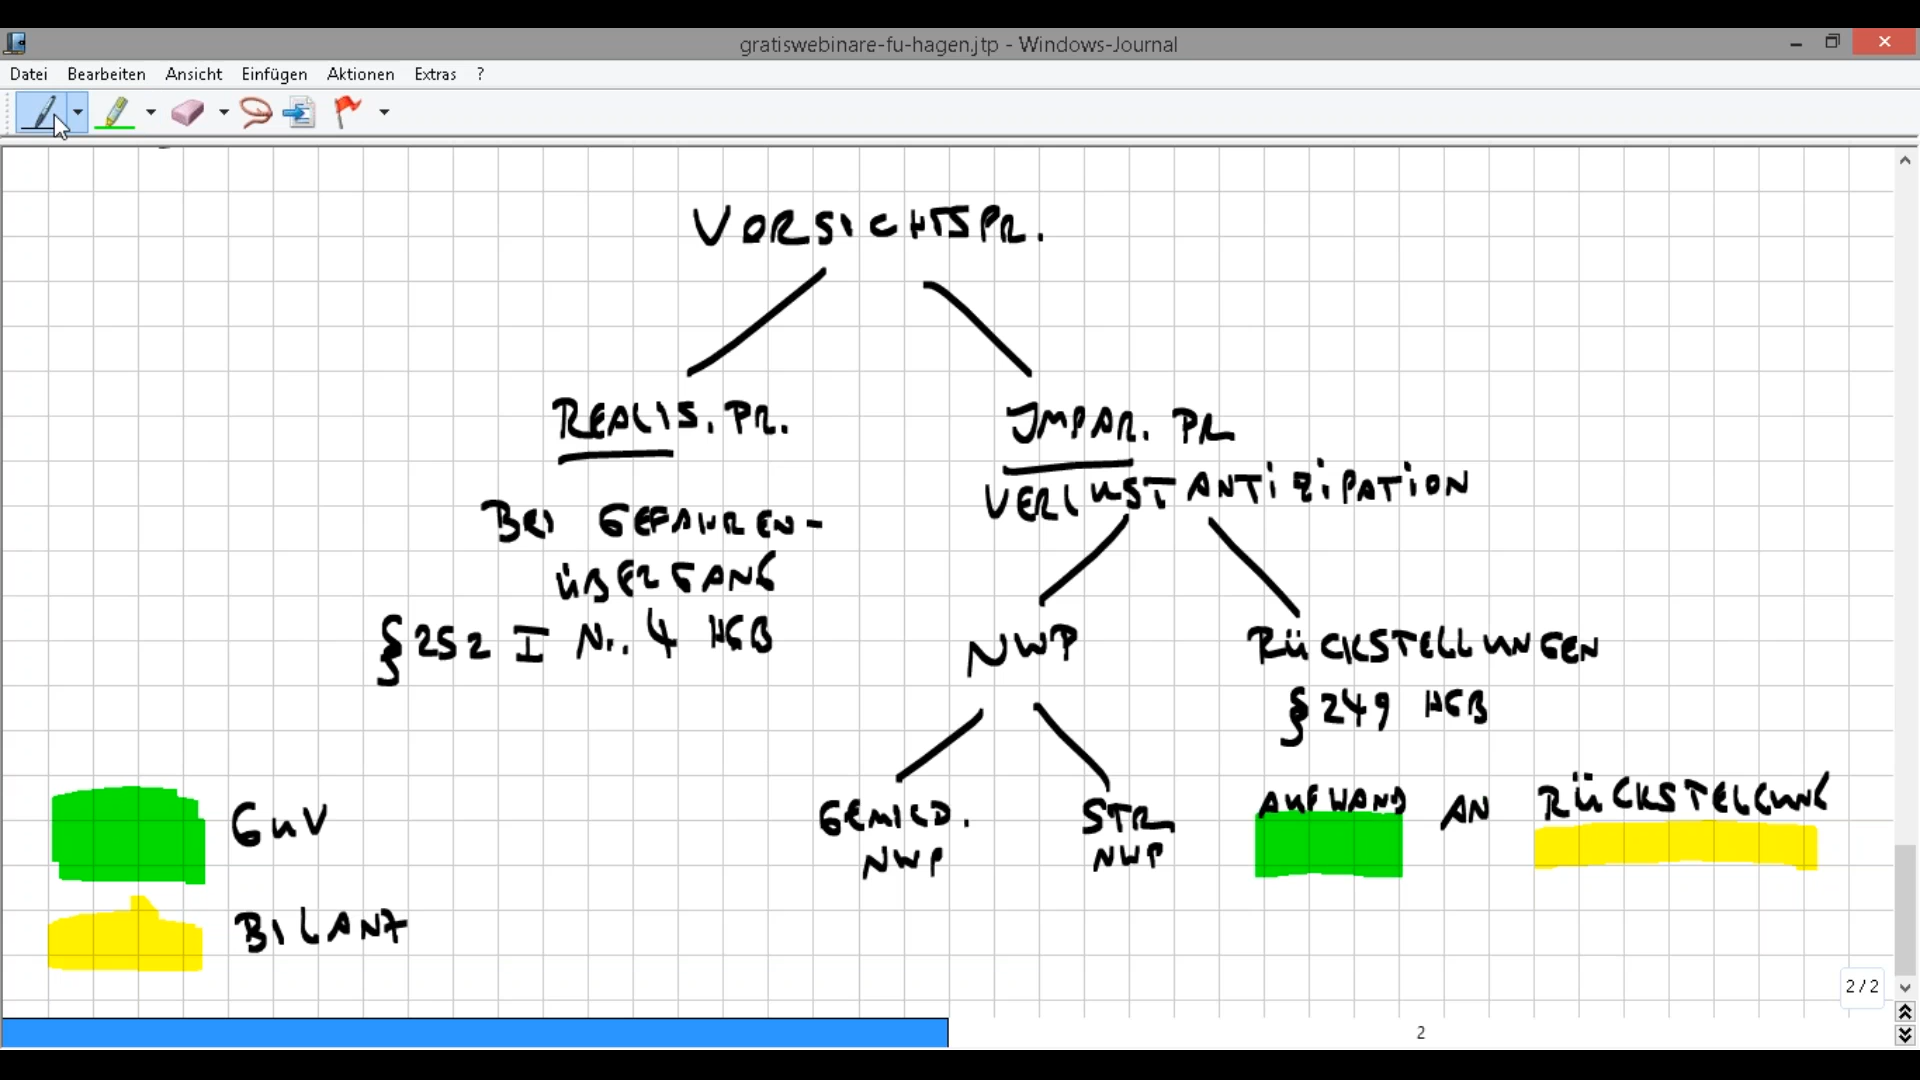 gratiswebinare-fu-hagen.jtp - Windows-Journal
Datei Bearbeiten Ansicht Einfügen Aktionen Extras ?
VORSICHTSPR.
REALIS. PR.
IMPAR. PR
VERLUSTANTIZIPATION
BEI GEFAHREN-
ÜBERGANG
§ 252 I Nr. 4 HGB
NWP
RÜCKSTELLUNGEN
§ 249 HGB
GEMILD.
NWP
STR
NWP
AUFWAND AN RÜCKSTELLUNG
GuV
BILANZ
2 / 2
2